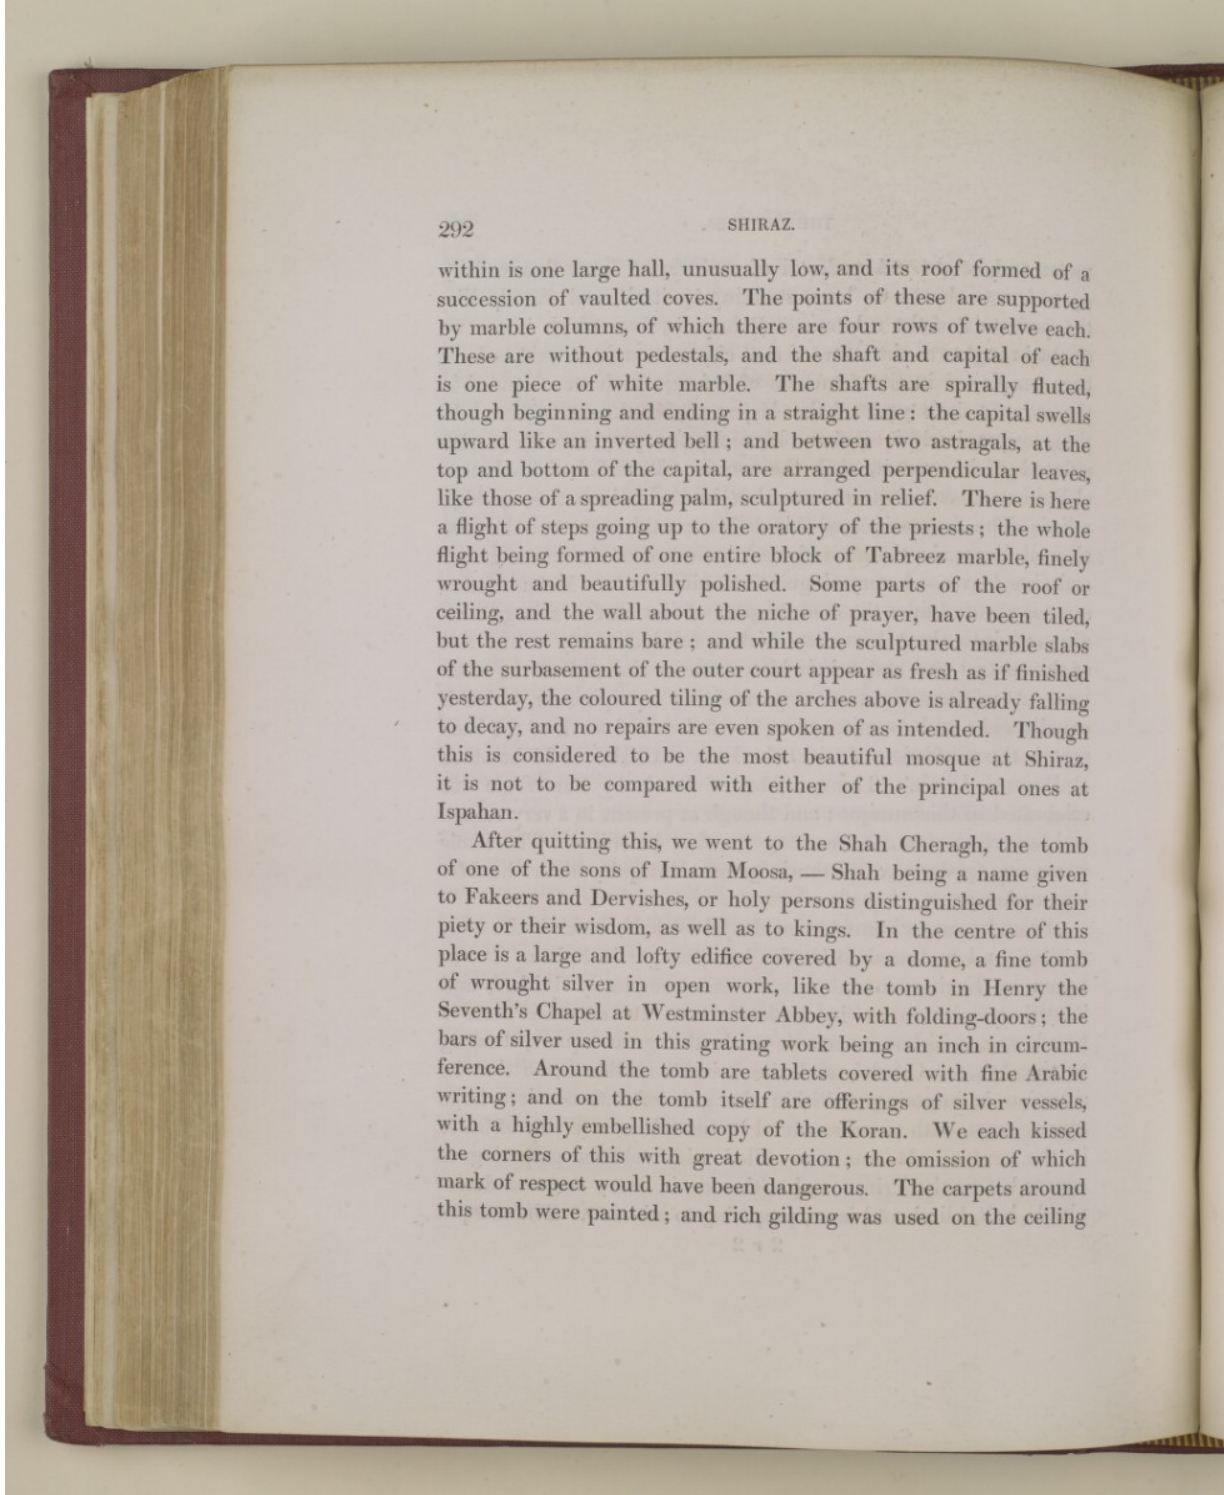 292 SHIRAZ.
within is one large hall, unusually low, and its roof formed of a
succession of vaulted coves. The points of these are supported
by marble columns, of which there are four rows of twelve each.
These are without pedestals, and the shaft and capital of each
is one piece of white marble. The shafts are spirally fluted,
though beginning and ending in a straight line : the capital swells
upward like an inverted bell ; and between two astragals, at the
top and bottom of the capital, are arranged perpendicular leaves,
like those of a spreading palm, sculptured in relief. There is here
a flight of steps going up to the oratory of the priests ; the whole
flight being formed of one entire block of Tabreez marble, finely
wrought and beautifully polished. Some parts of the roof or
ceiling, and the wall about the niche of prayer, have been tiled,
but the rest remains bare ; and while the sculptured marble slabs
of the surbasement of the outer court appear as fresh as if finished
yesterday, the coloured tiling of the arches above is already falling
to decay, and no repairs are even spoken of as intended. Though
this is considered to be the most beautiful mosque at Shiraz,
it is not to be compared with either of the principal ones at
Ispahan.
After quitting this, we went to the Shah Cheragh, the tomb
of one of the sons of Imam Moosa, — Shah being a name given
to Fakeers and Dervishes, or holy persons distinguished for their
piety or their wisdom, as well as to kings. In the centre of this
place is a large and lofty edifice covered by a dome, a fine tomb
of wrought silver in open work, like the tomb in Henry the
Seventh's Chapel at Westminster Abbey, with folding-doors ; the
bars of silver used in this grating work being an inch in circum-
ference. Around the tomb are tablets covered with fine Arabic
writing ; and on the tomb itself are offerings of silver vessels,
with a highly embellished copy of the Koran. We each kissed
the corners of this with great devotion ; the omission of which
mark of respect would have been dangerous. The carpets around
this tomb were painted ; and rich gilding was used on the ceiling